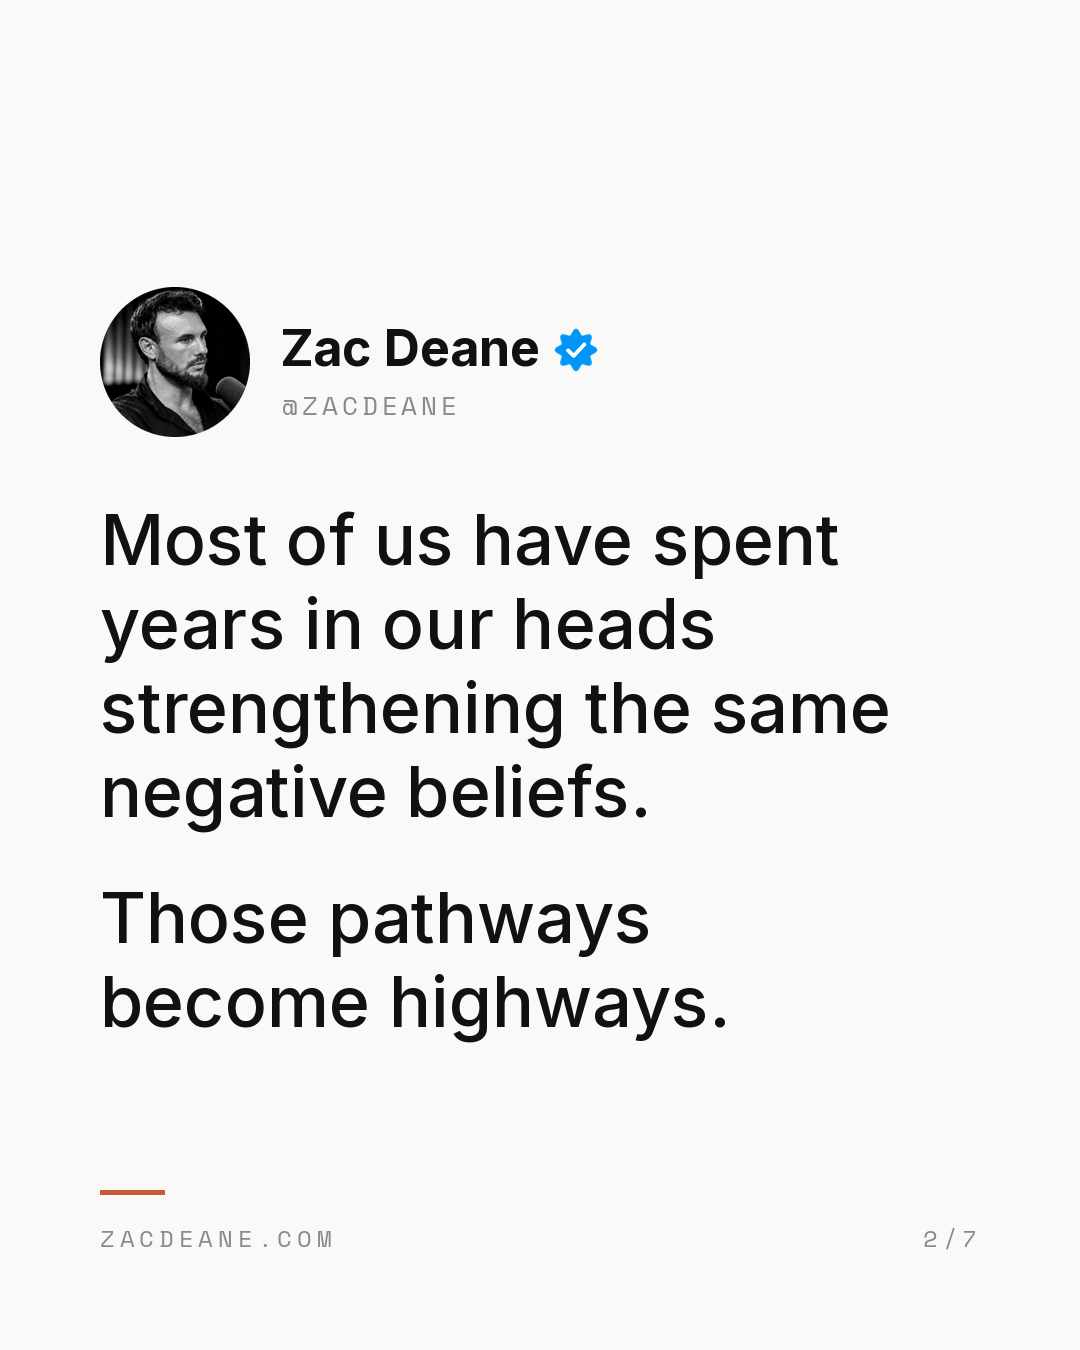 Zac Deane
@ZACDEANE
Most of us have spent
years in our heads
strengthening the same
negative beliefs.
Those pathways
become highways.
ZACDEANE.COM
2/7